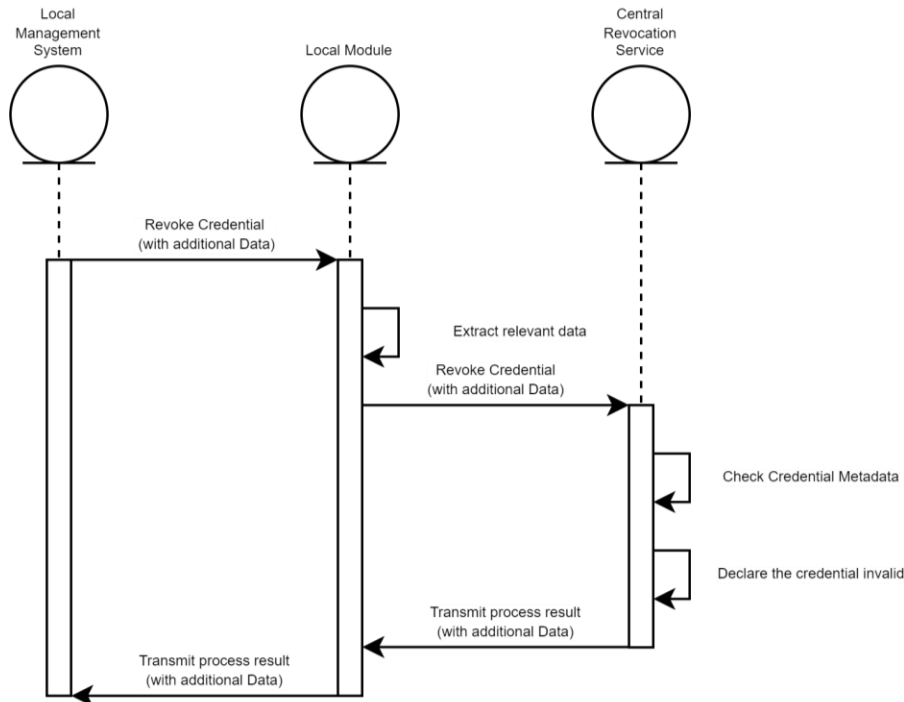 Local
Management
System
Local Module
Central
Revocation
Service
Revoke Credential
(with additional Data)
Extract relevant data
Revoke Credential
(with additional Data)
Check Credential Metadata
Declare the credential invalid
Transmit process result
(with additional Data)
Transmit process result
(with additional Data)